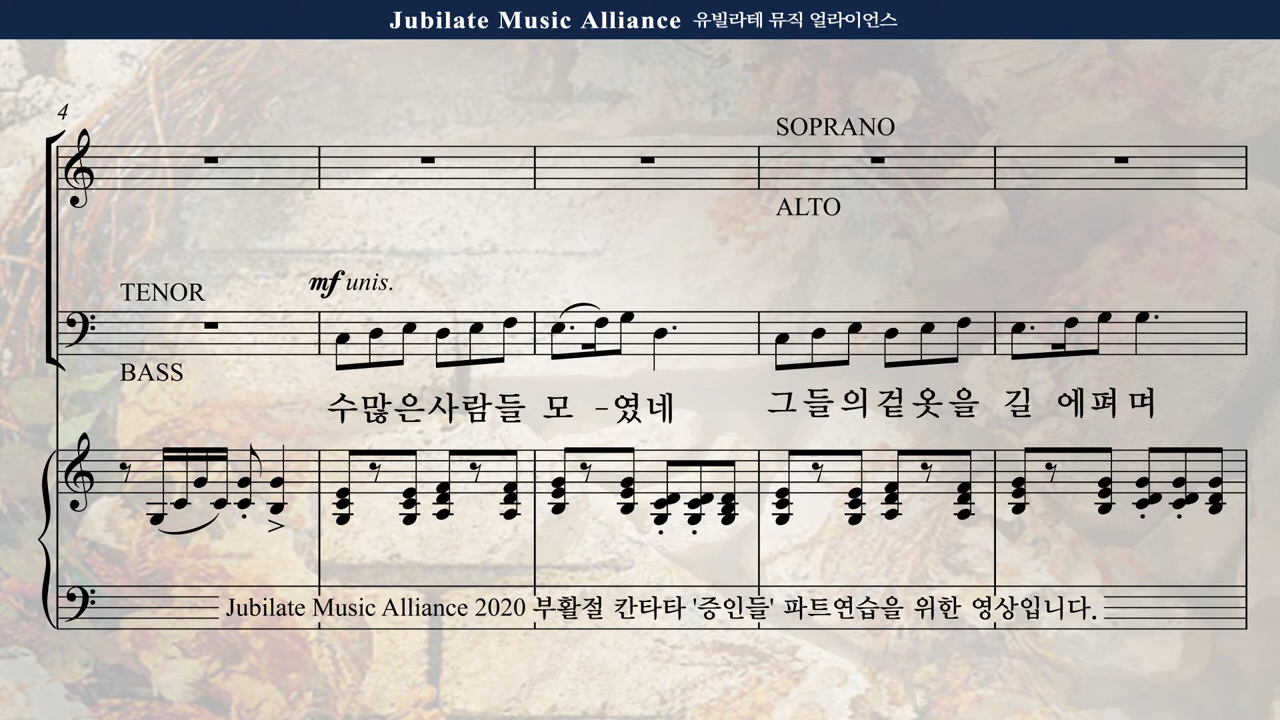 Jubilate Music Alliance 유빌라테 뮤직 얼라이언스
4
SOPRANO
ALTO
TENOR
mf unis.
BASS
수많은사람들 모 -였네 그들의겉옷을 길 에펴며
Jubilate Music Alliance 2020 부활절 칸타타 '증인들' 파트연습을 위한 영상입니다.